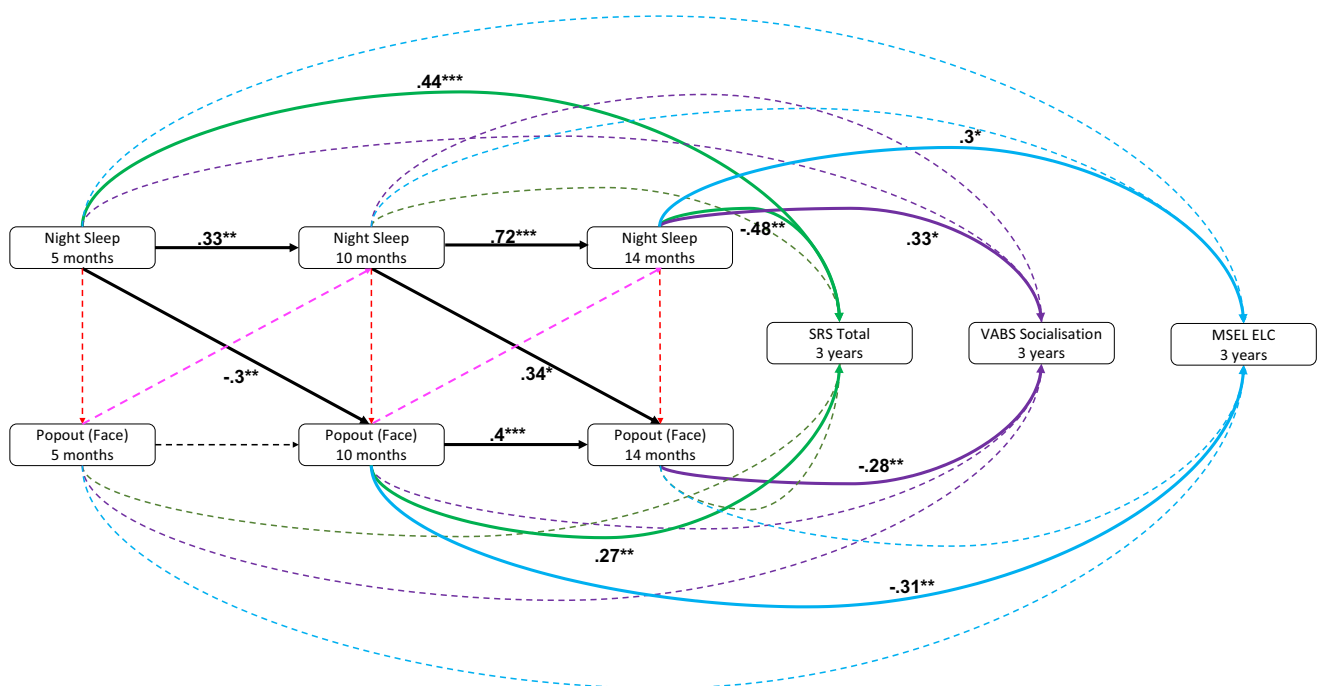 .44***
.3*
Night Sleep
5 months
.33**
Night Sleep
10 months
.72***
Night Sleep
14 months
-.48**
.33*
SRS Total
3 years
VABS Socialisation
3 years
MSEL ELC
3 years
-.3**
.34*
Popout (Face)
5 months
Popout (Face)
10 months
.4***
Popout (Face)
14 months
-.28**
.27**
-.31**